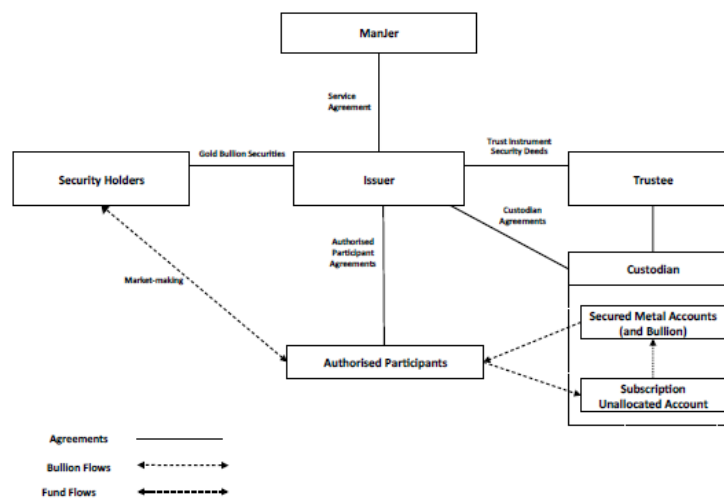 ManJer
Service
Agreement
Gold Bullion Securities
Trust Instrument
Security Deeds
Security Holders
Issuer
Trustee
Custodian
Agreements
Authorised
Participant
Agreements
Custodian
Market-making
Secured Metal Accounts
(and Bullion)
Authorised Participants
Subscription
Unallocated Account
Agreements
Bullion Flows
Fund Flows